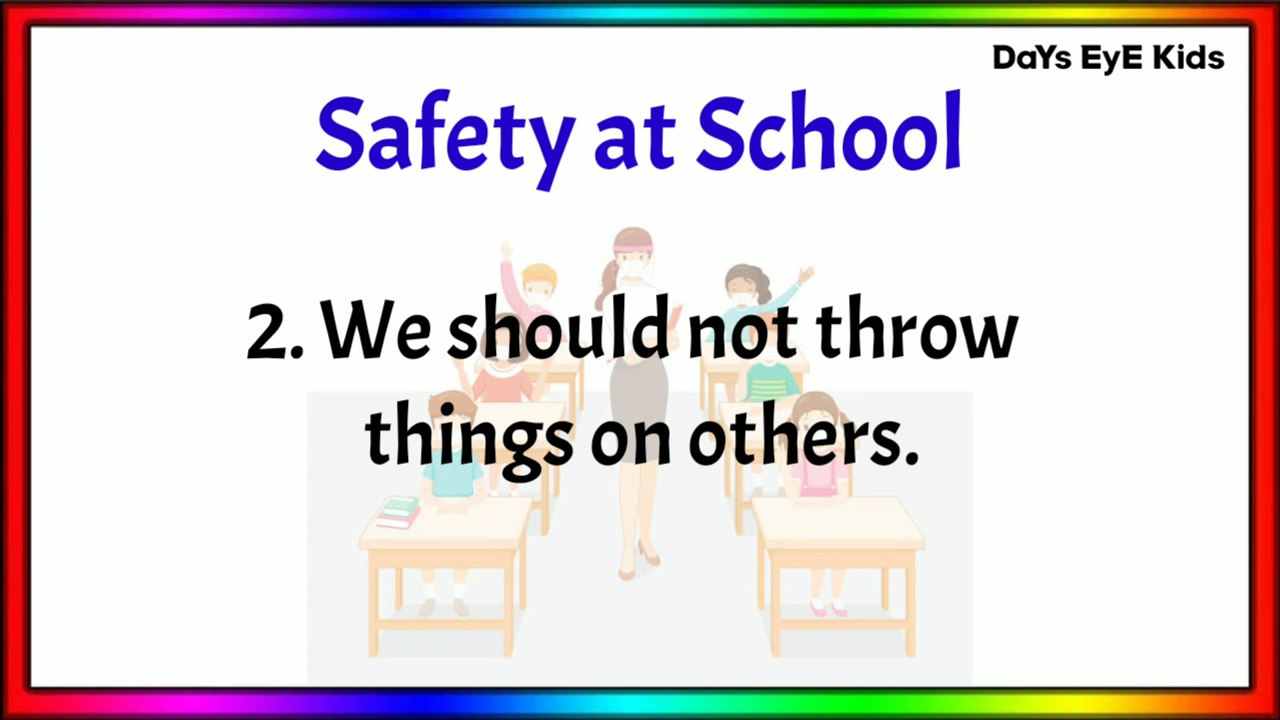 DaYs EyE Kids
Safety at School
2. We should not throw
things on others.